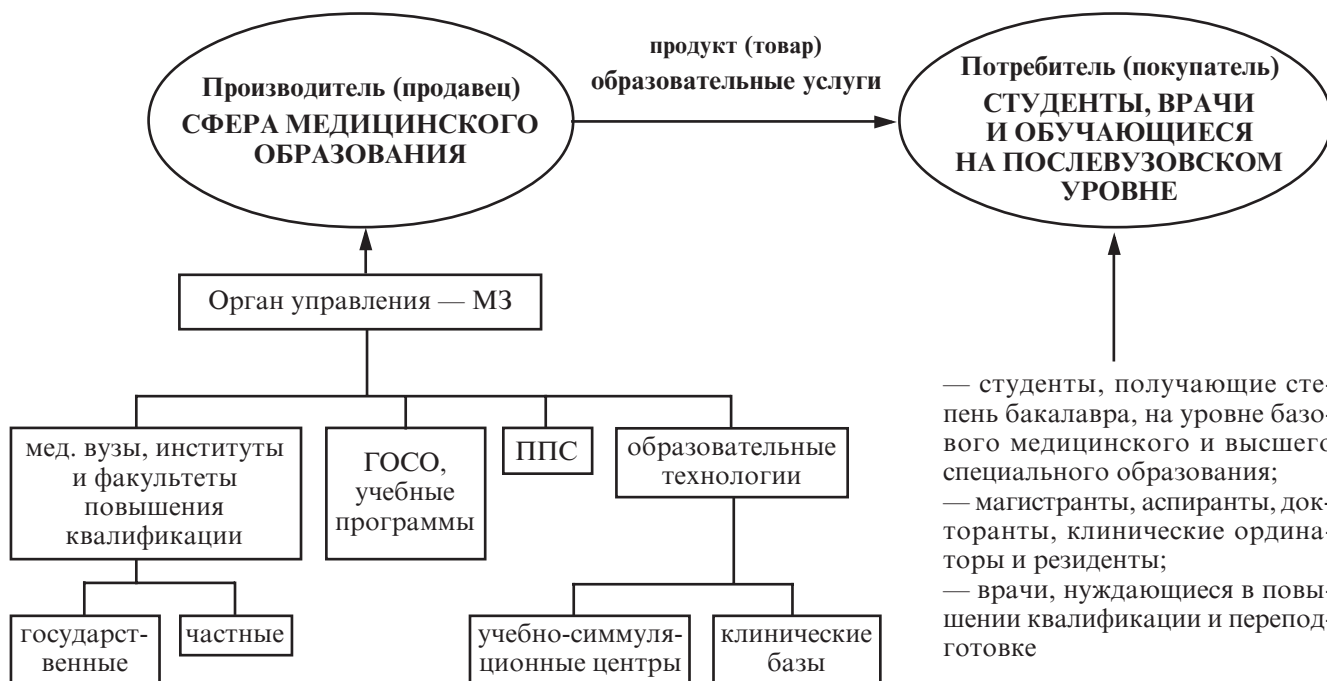 Производитель (продавец)
СФЕРА МЕДИЦИНСКОГО
ОБРАЗОВАНИЯ
продукт (товар)
образовательные услуги
Потребитель (покупатель)
СТУДЕНТЫ, ВРАЧИ
И ОБУЧАЮЩИЕСЯ
НА ПОСЛЕВУЗОВСКОМ
УРОВНЕ
Орган управления — МЗ
мед. вузы, институты
и факультеты
повышения
квалификации
ГОСО,
учебные
программы
ППС
образовательные
технологии
государст-
венные
частные
учебно-симмуля-
ционные центры
клинические
базы
— студенты, получающие сте-
пень бакалавра, на уровне базо-
вого медицинского и высшего
специального образования;
— магистранты, аспиранты, док-
торанты, клинические ордина-
торы и резиденты;
— врачи, нуждающиеся в повы-
шении квалификации и перепод-
готовке